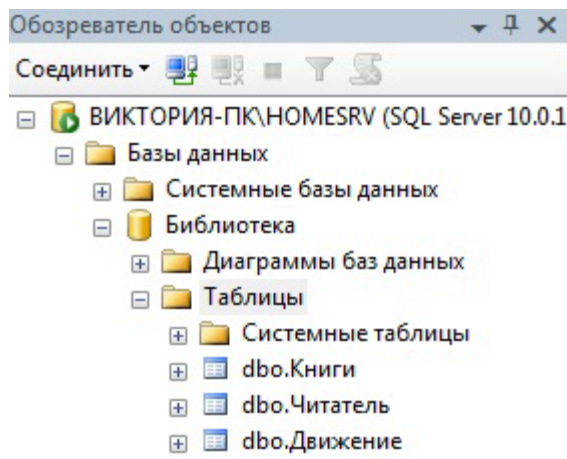 Обозреватель объектов
Соединить
ВИКТОРИЯ-ПК\HOMESRV (SQL Server 10.0.1
Базы данных
Системные базы данных
Библиотека
Диаграммы баз данных
Таблицы
Системные таблицы
dbo.Книги
dbo.Читатель
dbo.Движение